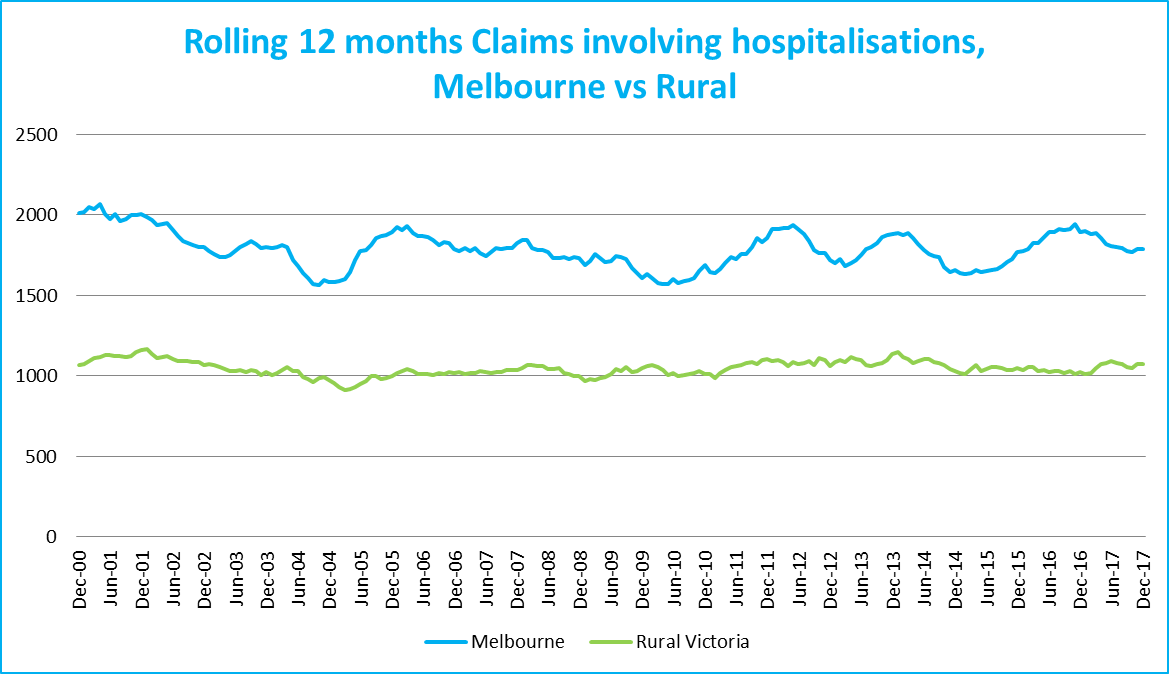 Rolling 12 months Claims involving hospitalisations,
Melbourne vs Rural
2500
2000
1500
1000
500
0
Dec-00
Jun-01
Dec-01
Jun-02
Dec-02
Jun-03
Dec-03
Jun-04
Dec-04
Jun-05
Dec-05
Jun-06
Dec-06
Jun-07
Dec-07
Jun-08
Dec-08
Jun-09
Dec-09
Jun-10
Dec-10
Jun-11
Dec-11
Jun-12
Dec-12
Jun-13
Dec-13
Jun-14
Dec-14
Jun-15
Dec-15
Jun-16
Dec-16
Jun-17
Dec-17
Melbourne
Rural Victoria